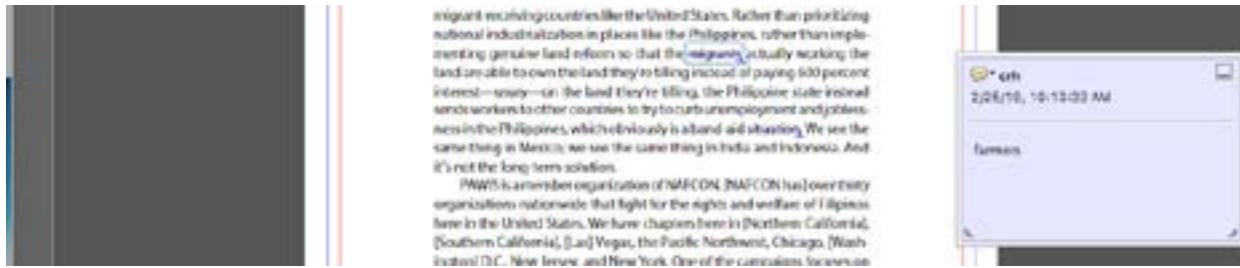 migrant-receiving countries like the United States. Rather than prioritizing
national industrialization in places like the Philippines, rather than imple-
menting genuine land reform so that the migrants actually working the
land are able to own the land they're tilling instead of paying 600 percent
interest—usury—on the land they're tilling, the Philippine state instead
sends workers to other countries to try to curb unemployment and jobless-
ness in the Philippines, which obviously is a band-aid situation. We see the
same thing in Mexico; we see the same thing in India and Indonesia. And
it's not the long-term solution.
PAWIS is a member organization of NAFCON. [NAFCON has] over thirty
organizations nationwide that fight for the rights and welfare of Filipinos
here in the United States. We have chapters here in [Northern California],
[Southern California], [Las] Vegas, the Pacific Northwest, Chicago, [Wash-
ington] D.C., New Jersey, and New York. One of the campaigns focuses on
crh
2/26/10, 10:13:03 AM
farmers